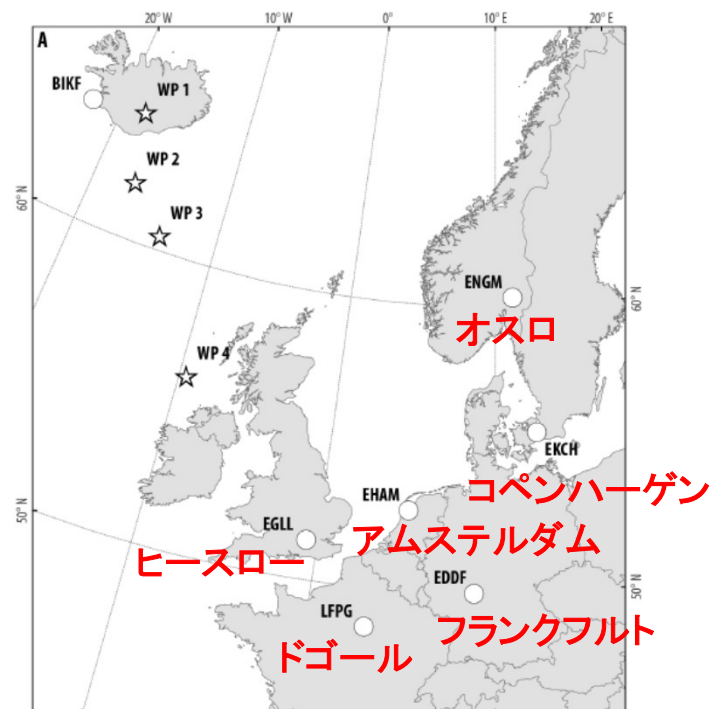 20° W
10° W
0°
10° E
20° E
A
BIKF
WP 1
WP 2
60° N
WP 3
ENGM
60° N
オスロ
WP 4
EKCH
コペンハーゲン
EHAM
50° N
EGLL
アムステルダム
ヒースロー
EDDF
50° N
LFPG
フランクフルト
ドゴール